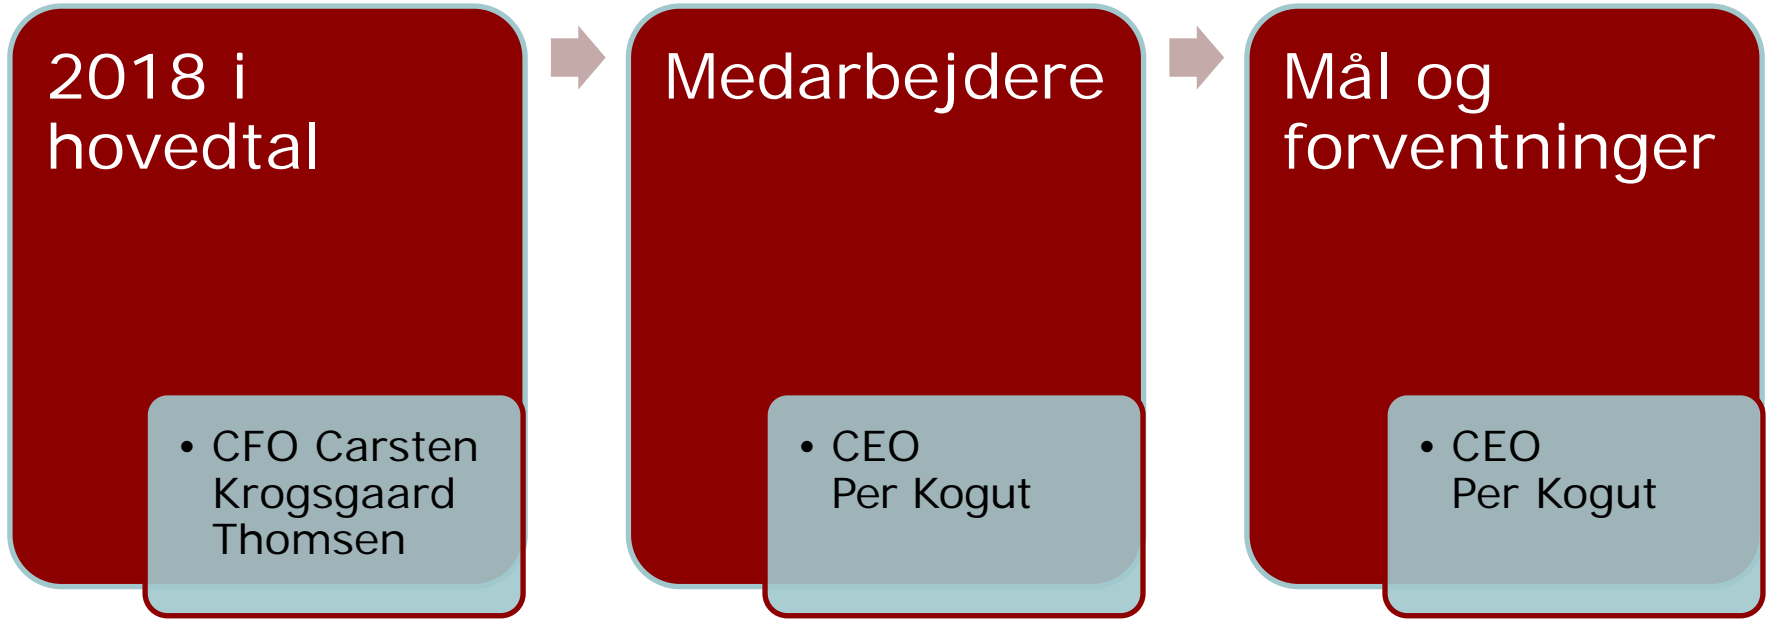 2018 i
hovedtal
• CFO Carsten
Krogsgaard
Thomsen
Medarbejdere
• CEO
Per Kogut
Mål og
forventninger
• CEO
Per Kogut